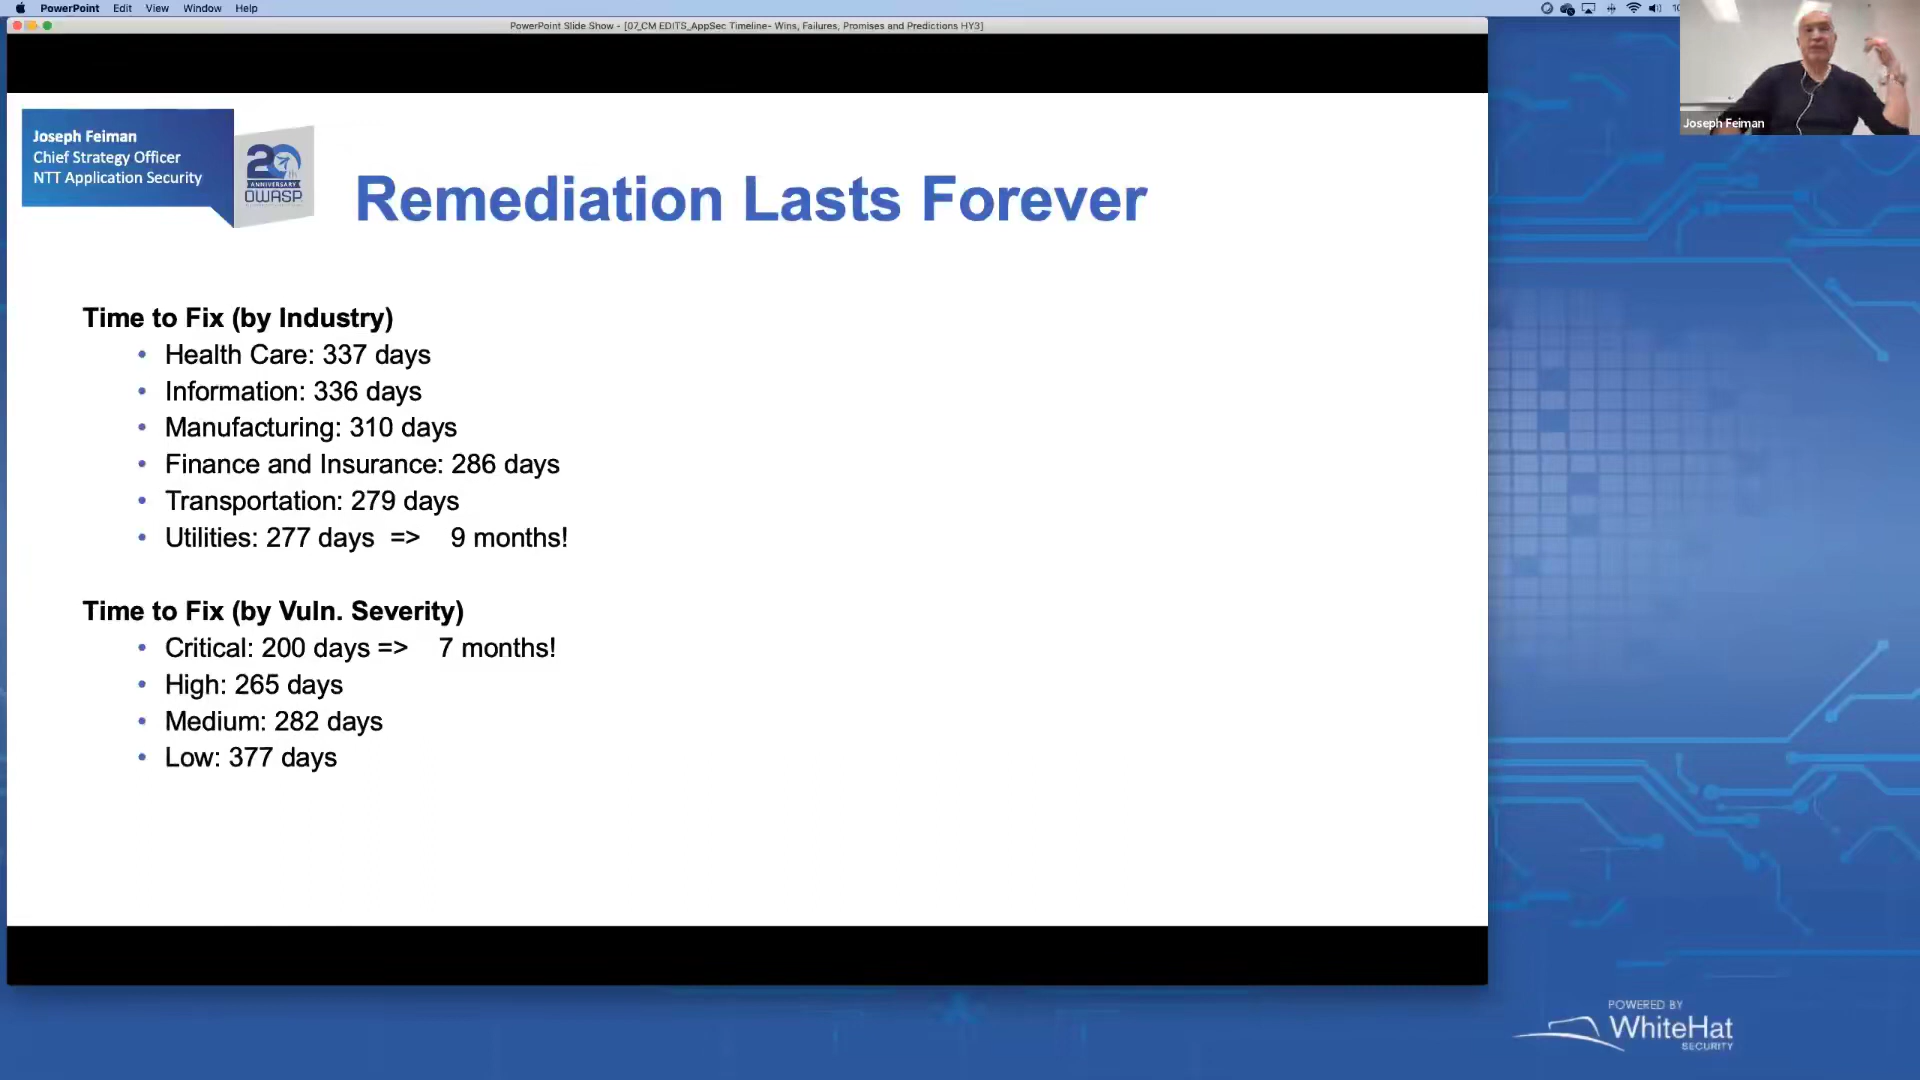 PowerPoint Edit View Window Help
PowerPoint Slide Show - [07_CM EDITS_AppSec Timeline- Wins, Failures, Promises and Predictions HY3]
Joseph Feiman
Joseph Feiman
Chief Strategy Officer
NTT Application Security
20th
ANNIVERSARY
OWASP
Remediation Lasts Forever
Time to Fix (by Industry)
• Health Care: 337 days
• Information: 336 days
• Manufacturing: 310 days
• Finance and Insurance: 286 days
• Transportation: 279 days
• Utilities: 277 days => 9 months!
Time to Fix (by Vuln. Severity)
• Critical: 200 days => 7 months!
• High: 265 days
• Medium: 282 days
• Low: 377 days
POWERED BY
WhiteHat
SECURITY